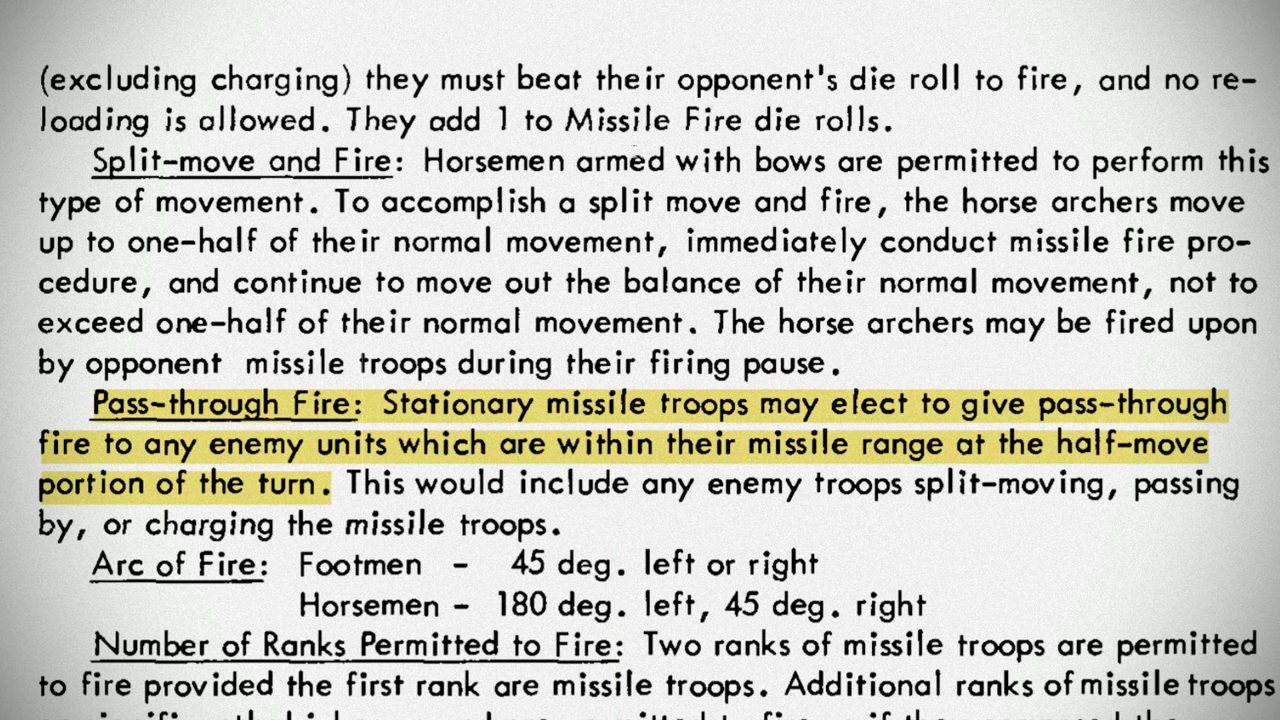 (excluding charging) they must beat their opponent's die roll to fire, and no re-
loading is allowed. They add 1 to Missile Fire die rolls.
Split-move and Fire: Horsemen armed with bows are permitted to perform this
type of movement. To accomplish a split move and fire, the horse archers move
up to one-half of their normal movement, immediately conduct missile fire pro-
cedure, and continue to move out the balance of their normal movement, not to
exceed one-half of their normal movement. The horse archers may be fired upon
by opponent missile troops during their firing pause.
Pass-through Fire: Stationary missile troops may elect to give pass-through
fire to any enemy units which are within their missile range at the half-move
portion of the turn. This would include any enemy troops split-moving, passing
by, or charging the missile troops.
Arc of Fire: Footmen - 45 deg. left or right
Horsemen - 180 deg. left, 45 deg. right
Number of Ranks Permitted to Fire: Two ranks of missile troops are permitted
to fire provided the first rank are missile troops. Additional ranks of missile troops